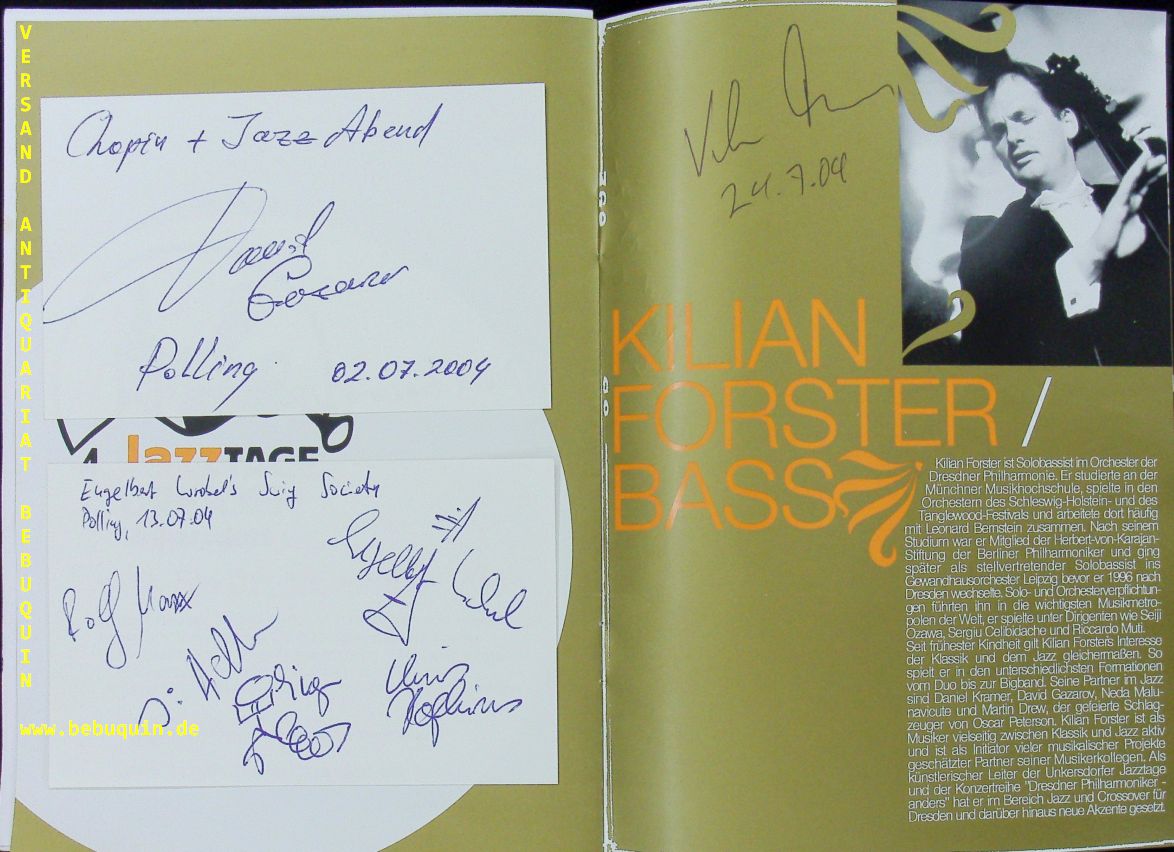 VERSAND ANTIQUARIAT BEBUQUIN
www.bebuquin.de
Chopin + Jazz Abend
David
Gazarov
Polling 02.07.2004
4. JazzTAGE
Engelbert Wrobel's Swing Society
Polling, 13.07.04
Rolf Marx
Engelbert Wrobel
Chris
Hopkins
24.7.04
KILIAN
FORSTER /
BASS
Kilian Forster ist Solobassist im Orchester der
Dresdner Philharmonie. Er studierte an der
Münchner Musikhochschule, spielte in den
Orchestern des Schleswig-Holstein- und des
Tanglewood-Festivals und arbeitete dort häufig
mit Leonard Bernstein zusammen. Nach seinem
Studium war er Mitglied der Herbert-von-Karajan-
Stiftung der Berliner Philharmoniker und ging
später als stellvertretender Solobassist ins
Gewandhausorchester Leipzig bevor er 1996 nach
Dresden wechselte. Solo- und Orchesterverpflichtun-
gen führten ihn in die wichtigsten Musikmetro-
polen der Welt, er spielte unter Dirigenten wie Seiji
Ozawa, Sergiu Celibidache und Riccardo Muti.
Seit frühester Kindheit gilt Kilian Forsters Interesse
der Klassik und dem Jazz gleichermaßen. So
spielt er in den unterschiedlichsten Formationen
vom Duo bis zur Bigband. Seine Partner im Jazz
sind Daniel Kramer, David Gazarov, Neda Malu-
navicute und Martin Drew, der gefeierte Schlag-
zeuger von Oscar Peterson. Kilian Forster ist als
Musiker vielseitig zwischen Klassik und Jazz aktiv
und ist als Initiator vieler musikalischer Projekte
geschätzter Partner seiner Musikerkollegen. Als
künstlerischer Leiter der Unkersdorfer Jazztage
und der Konzertreihe "Dresdner Philharmoniker -
anders" hat er im Bereich Jazz und Crossover für
Dresden und darüber hinaus neue Akzente gesetzt.